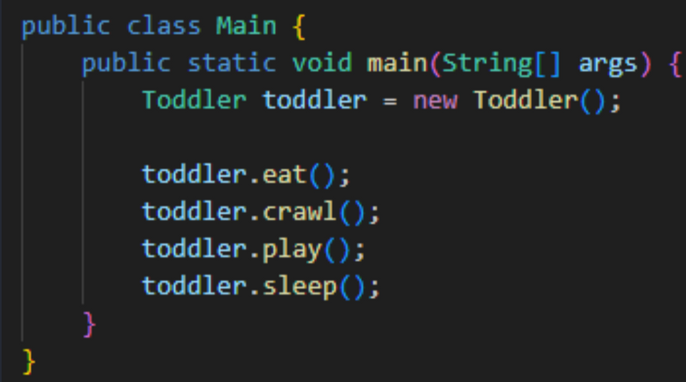 public class Main {
    public static void main(String[] args) {
        Toddler toddler = new Toddler();

        toddler.eat();
        toddler.crawl();
        toddler.play();
        toddler.sleep();
    }
}